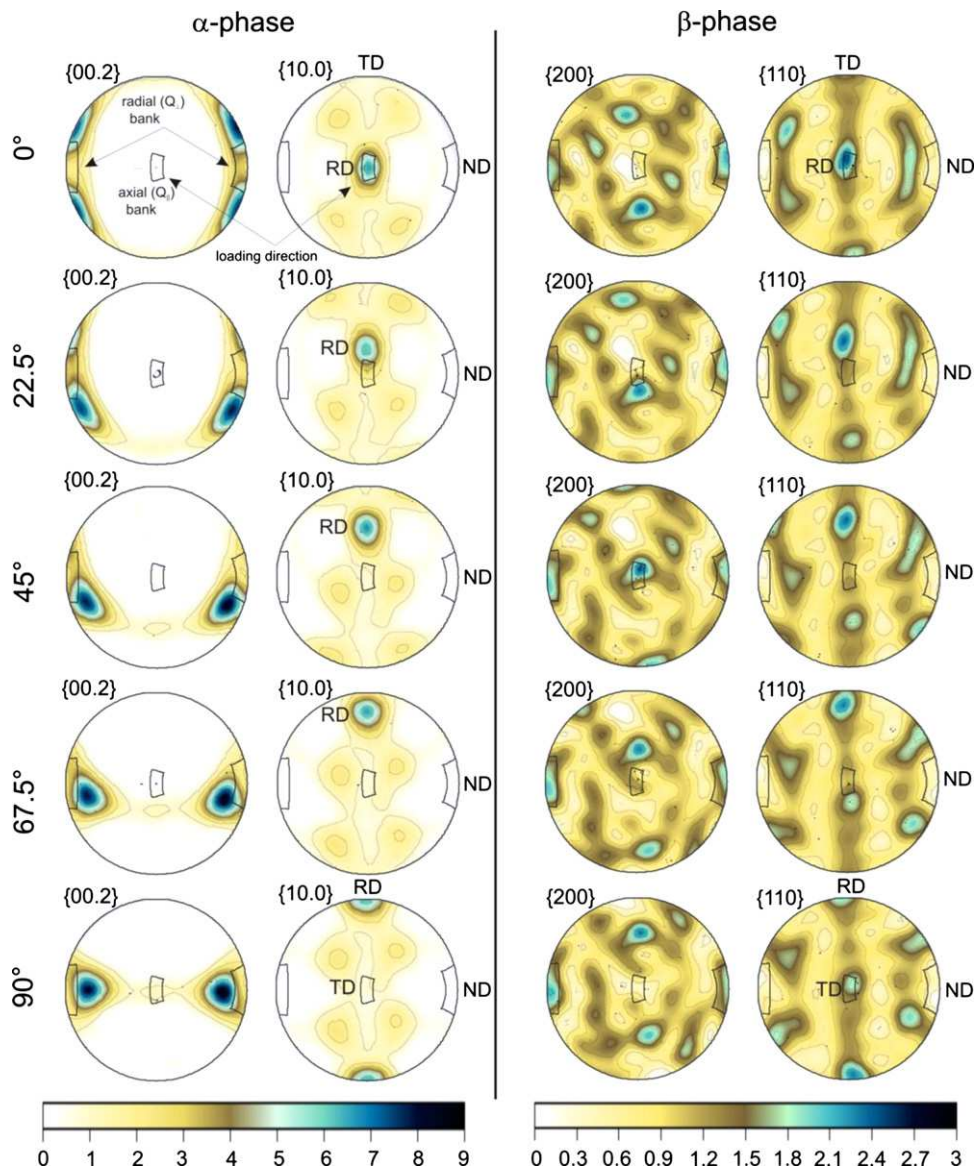 α-phase
β-phase
{00.2}
{10.0}
TD
{200}
{110}
TD
0°
radial (Q⊥)
bank
axial (Q∥)
bank
RD
ND
RD
ND
loading direction
{00.2}
{10.0}
{200}
{110}
22.5°
RD
ND
RD
ND
{00.2}
{10.0}
{200}
{110}
45°
RD
ND
RD
ND
{00.2}
{10.0}
{200}
{110}
67.5°
RD
ND
RD
ND
{00.2}
{10.0}
RD
{200}
{110}
RD
90°
TD
ND
TD
ND
0 1 2 3 4 5 6 7 8 9
0 0.3 0.6 0.9 1.2 1.5 1.8 2.1 2.4 2.7 3